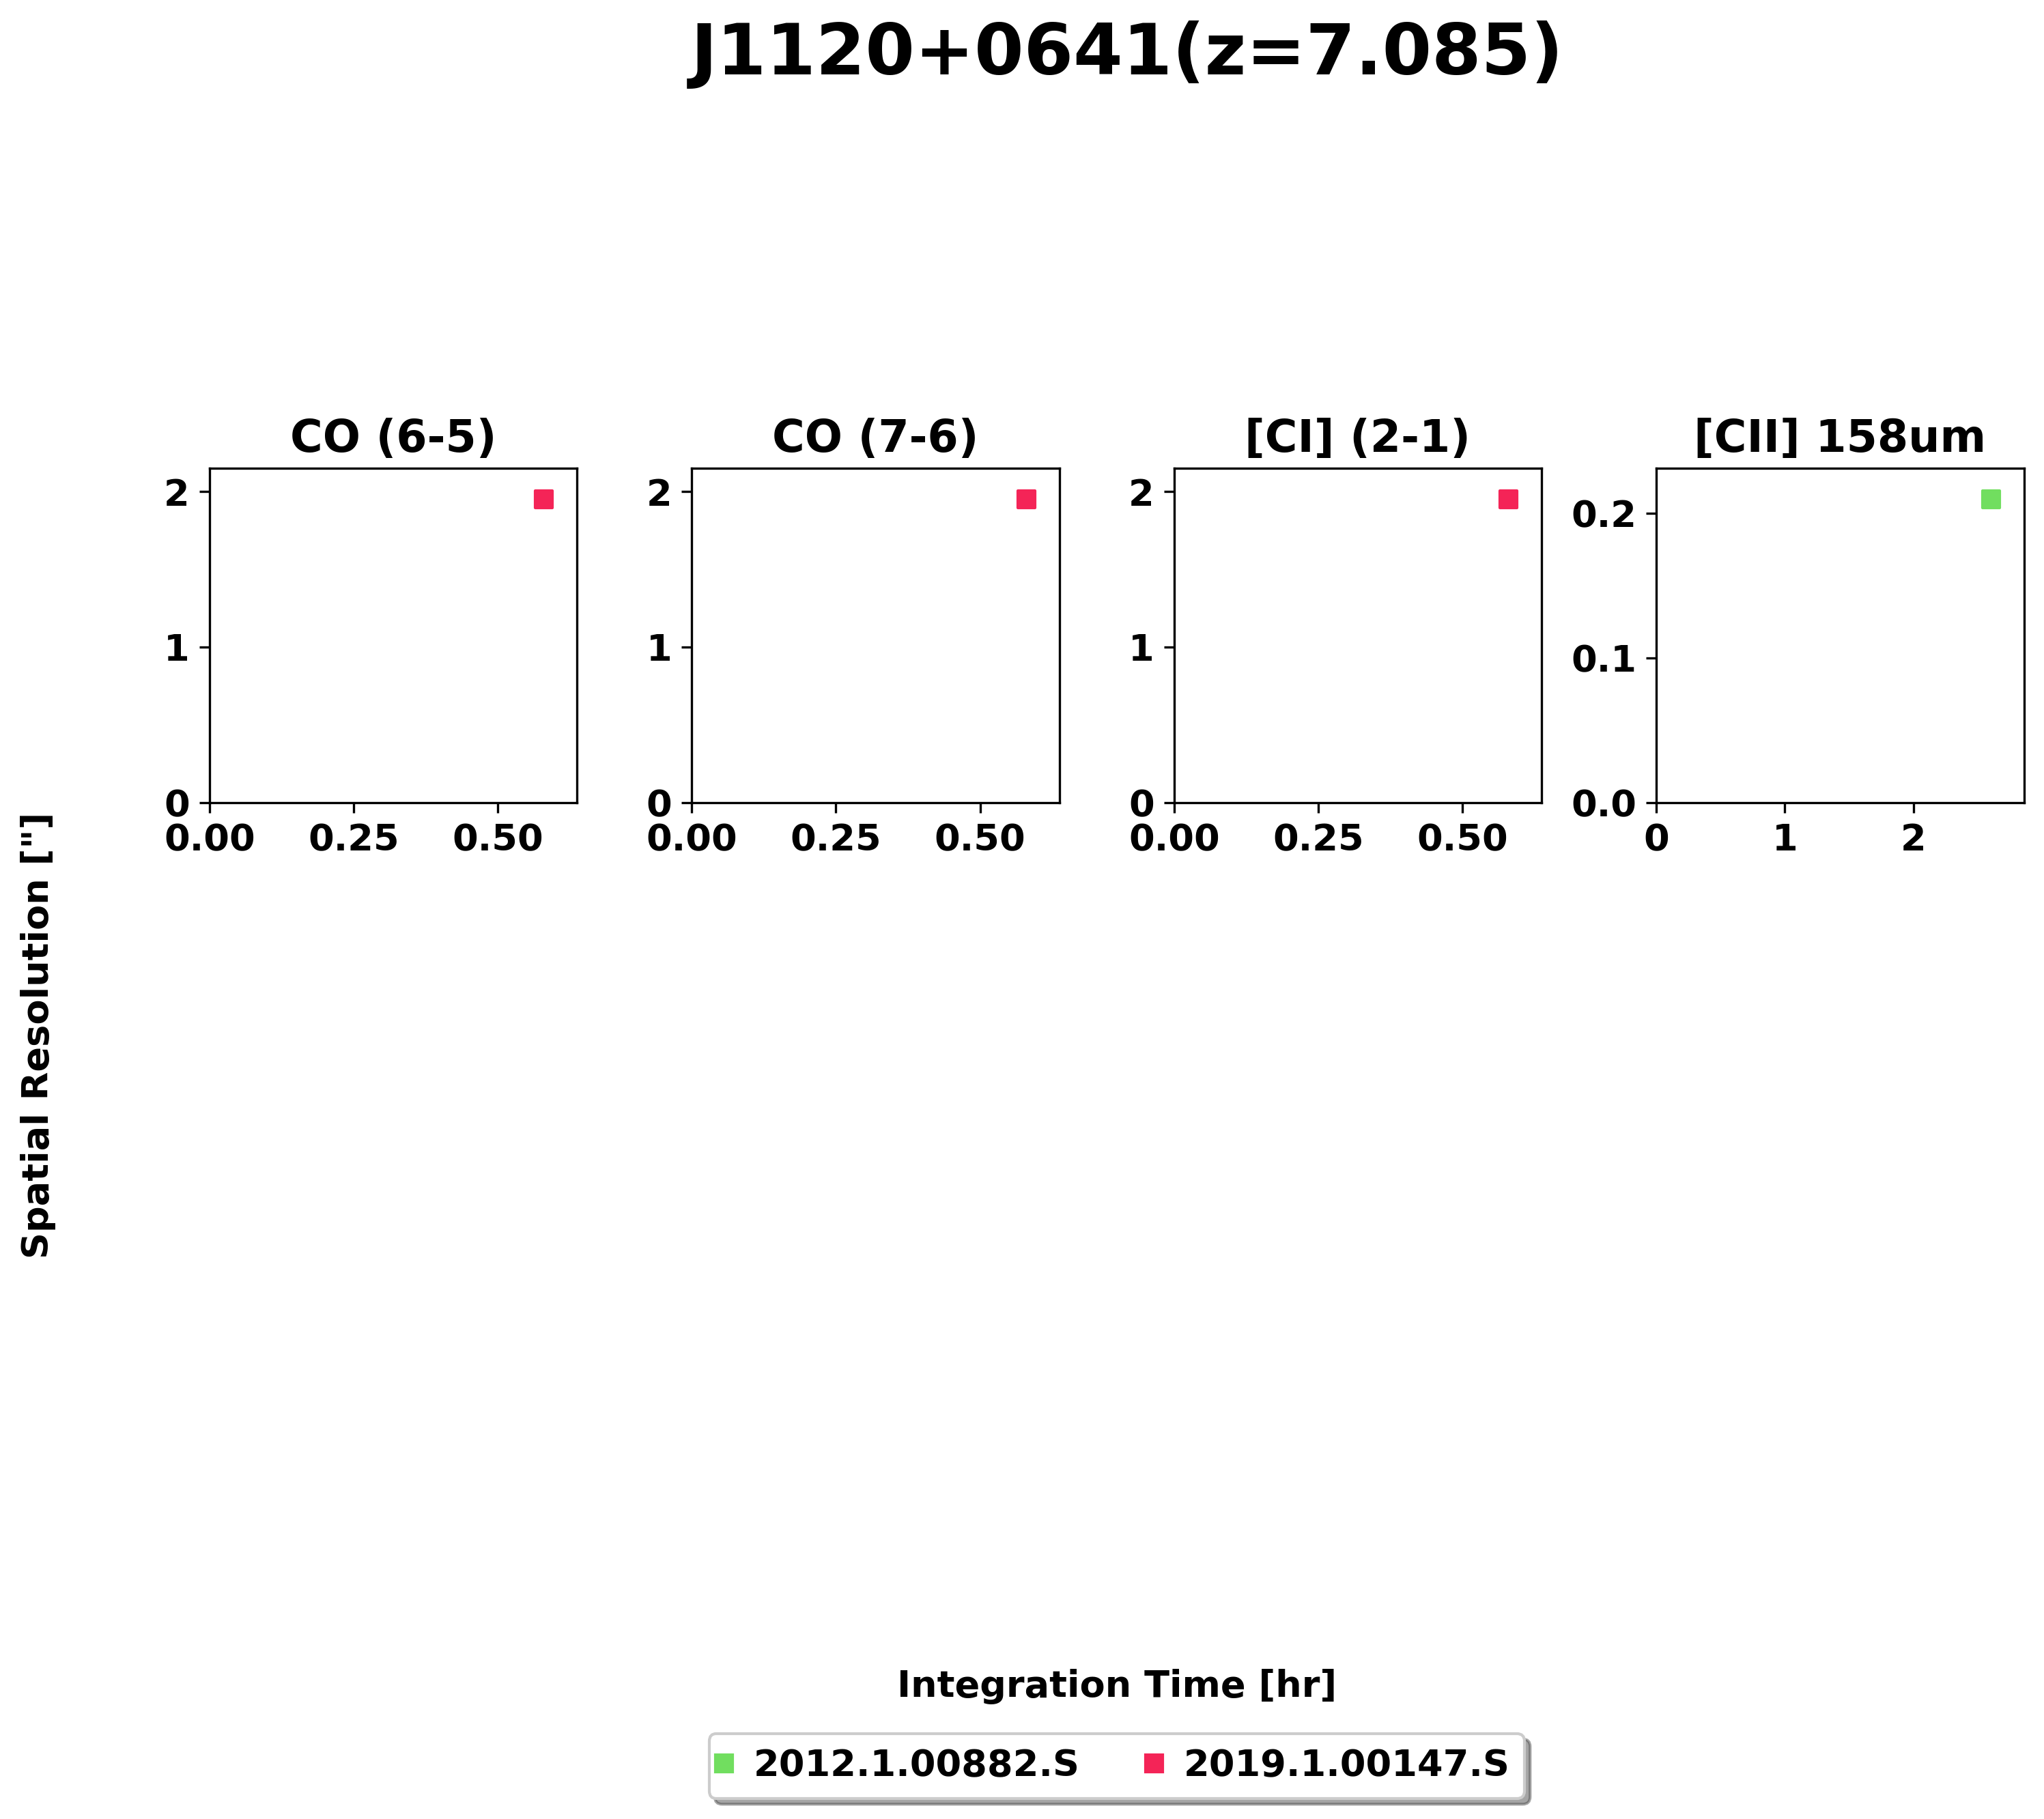 J1120+0641(z=7.085)
CO (6-5)
CO (7-6)
[CI] (2-1)
[CII] 158um
2
1
0
0.00 0.25 0.50
2
1
0
0.00 0.25 0.50
2
1
0
0.00 0.25 0.50
0.2
0.1
0.0
0 1 2
Spatial Resolution ["]
Integration Time [hr]
2012.1.00882.S 2019.1.00147.S